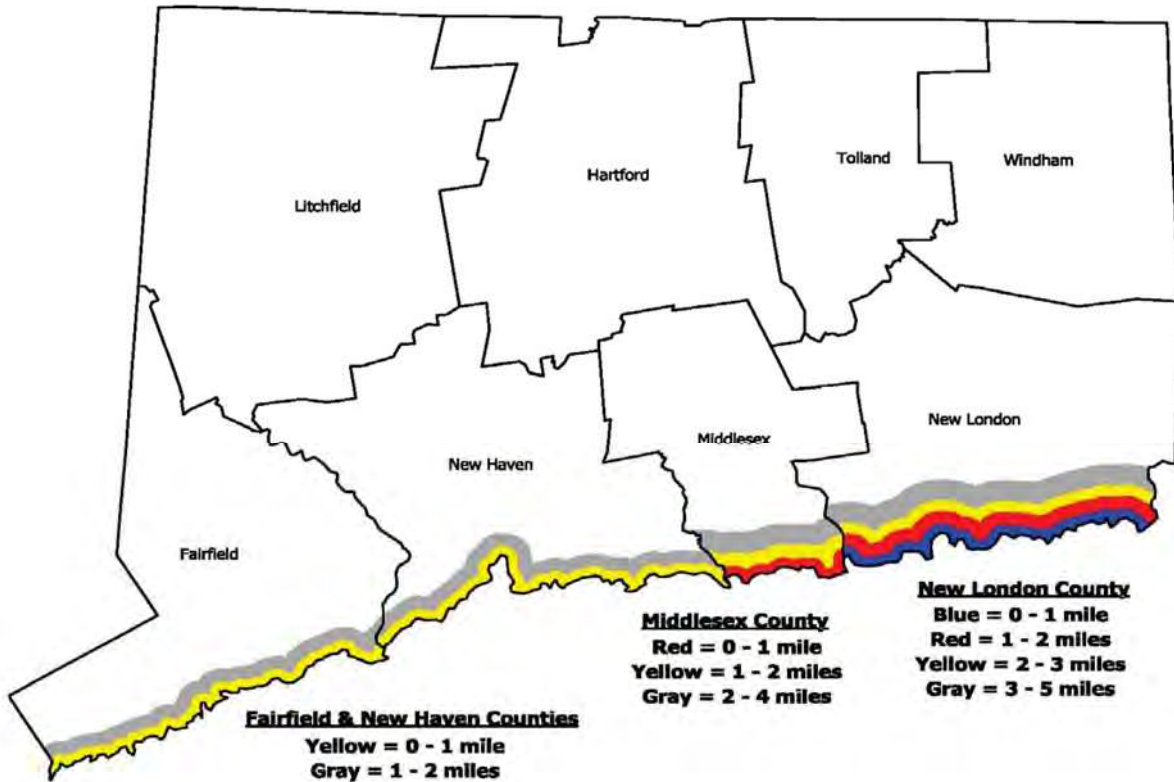 Tolland
Windham
Hartford
Litchfield
New London
Middlesex
New Haven
Fairfield
New London County
Blue = 0 - 1 mile
Red = 1 - 2 miles
Yellow = 2 - 3 miles
Gray = 3 - 5 miles
Middlesex County
Red = 0 - 1 mile
Yellow = 1 - 2 miles
Gray = 2 - 4 miles
Fairfield & New Haven Counties
Yellow = 0 - 1 mile
Gray = 1 - 2 miles